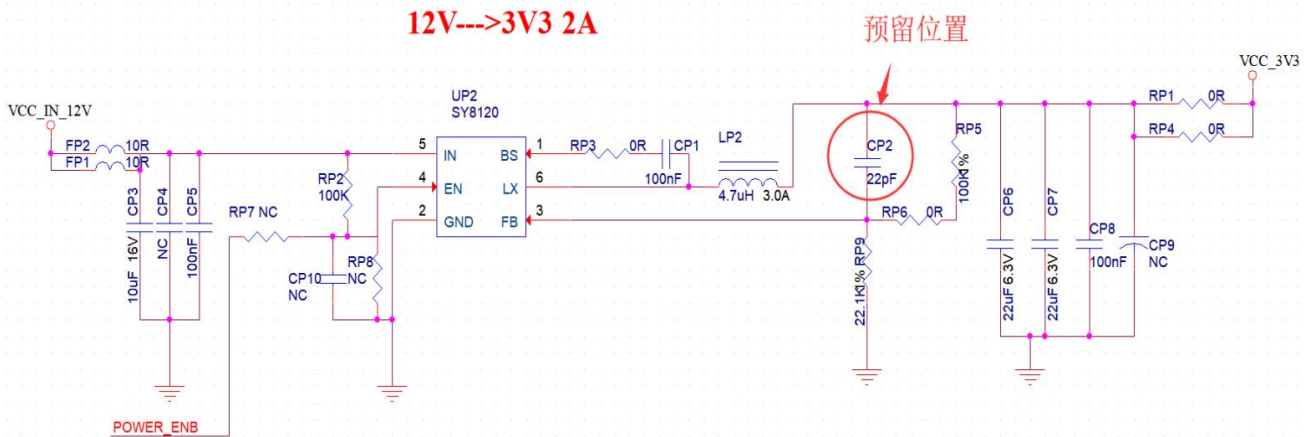 12V--->3V3 2A
预留位置
VCC_3V3
VCC_IN_12V
UP2
SY8120
FP2 10R
FP1 10R
5 IN
BS 1
4 EN
LX 6
2 GND
FB 3
RP3 0R
CP1
100nF
LP2
4.7uH 3.0A
CP2
22pF
RP5
100K1%
RP1 0R
RP4 0R
RP2
100K
RP7 NC
CP3
16V
10uF
CP4
NC
CP5
100nF
CP10
NC
RP8
NC
RP6 0R
RP9
22.1K1%
CP6
22uF 6.3V
CP7
22uF 6.3V
CP8
100nF
CP9
NC
POWER_ENB